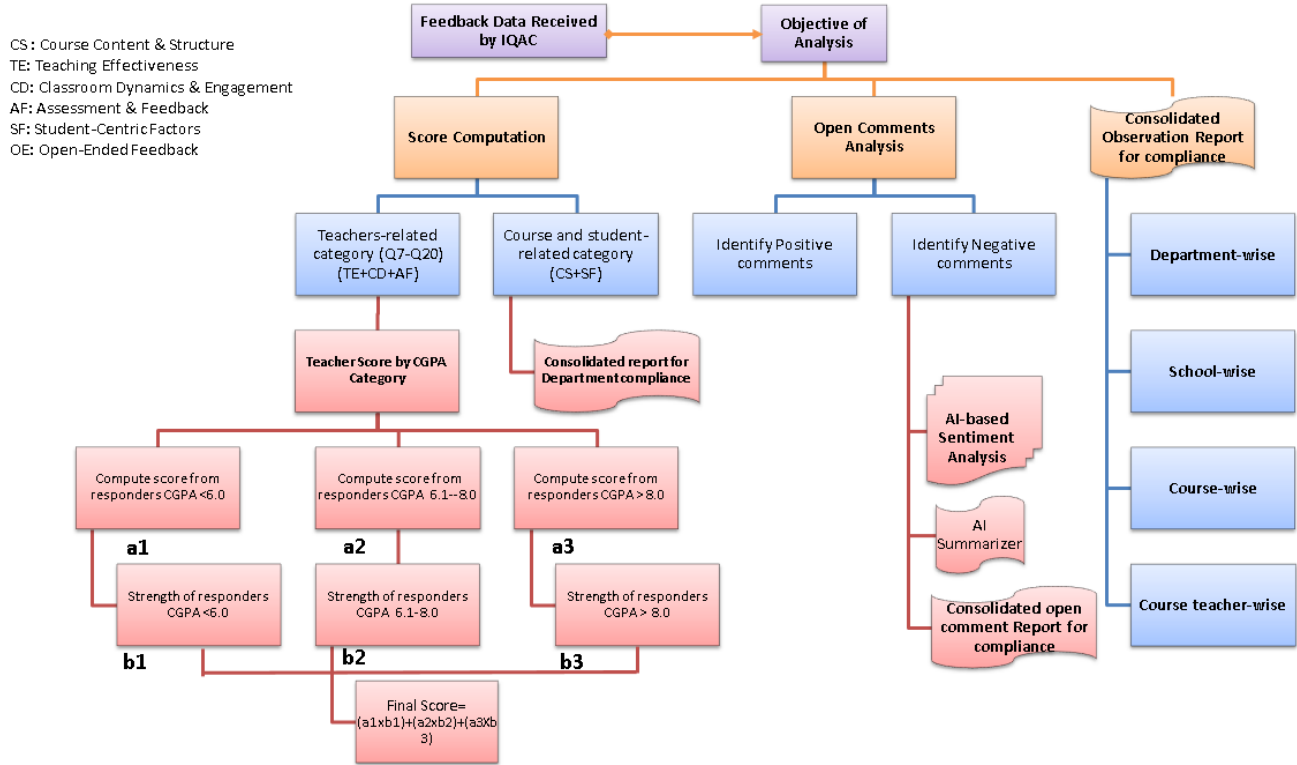 Feedback Data Received
by IQAC
Objective of
Analysis
CS : Course Content & Structure
TE: Teaching Effectiveness
CD: Classroom Dynamics & Engagement
AF: Assessment & Feedback
SF: Student-Centric Factors
OE: Open-Ended Feedback
Score Computation
Open Comments
Analysis
Consolidated
Observation Report
for compliance
Teachers-related
category (Q7-Q20)
(TE+CD+AF)
Course and student-
related category
(CS+SF)
Identify Positive
comments
Identify Negative
comments
Department-wise
Teacher Score by CGPA
Category
Consolidated report for
Department compliance
School-wise
AI-based
Sentiment
Analysis
Compute score from
responders CGPA <6.0
Compute score from
responders CGPA 6.1--8.0
Compute score from
responders CGPA > 8.0
Course-wise
a1
a2
a3
AI
Summarizer
Strength of responders
CGPA <6.0
Strength of responders
CGPA 6.1-8.0
Strength of responders
CGPA > 8.0
Consolidated open
comment Report for
compliance
Course teacher-wise
b1
b2
b3
Final Score=
(a1xb1)+(a2xb2)+(a3Xb
3)